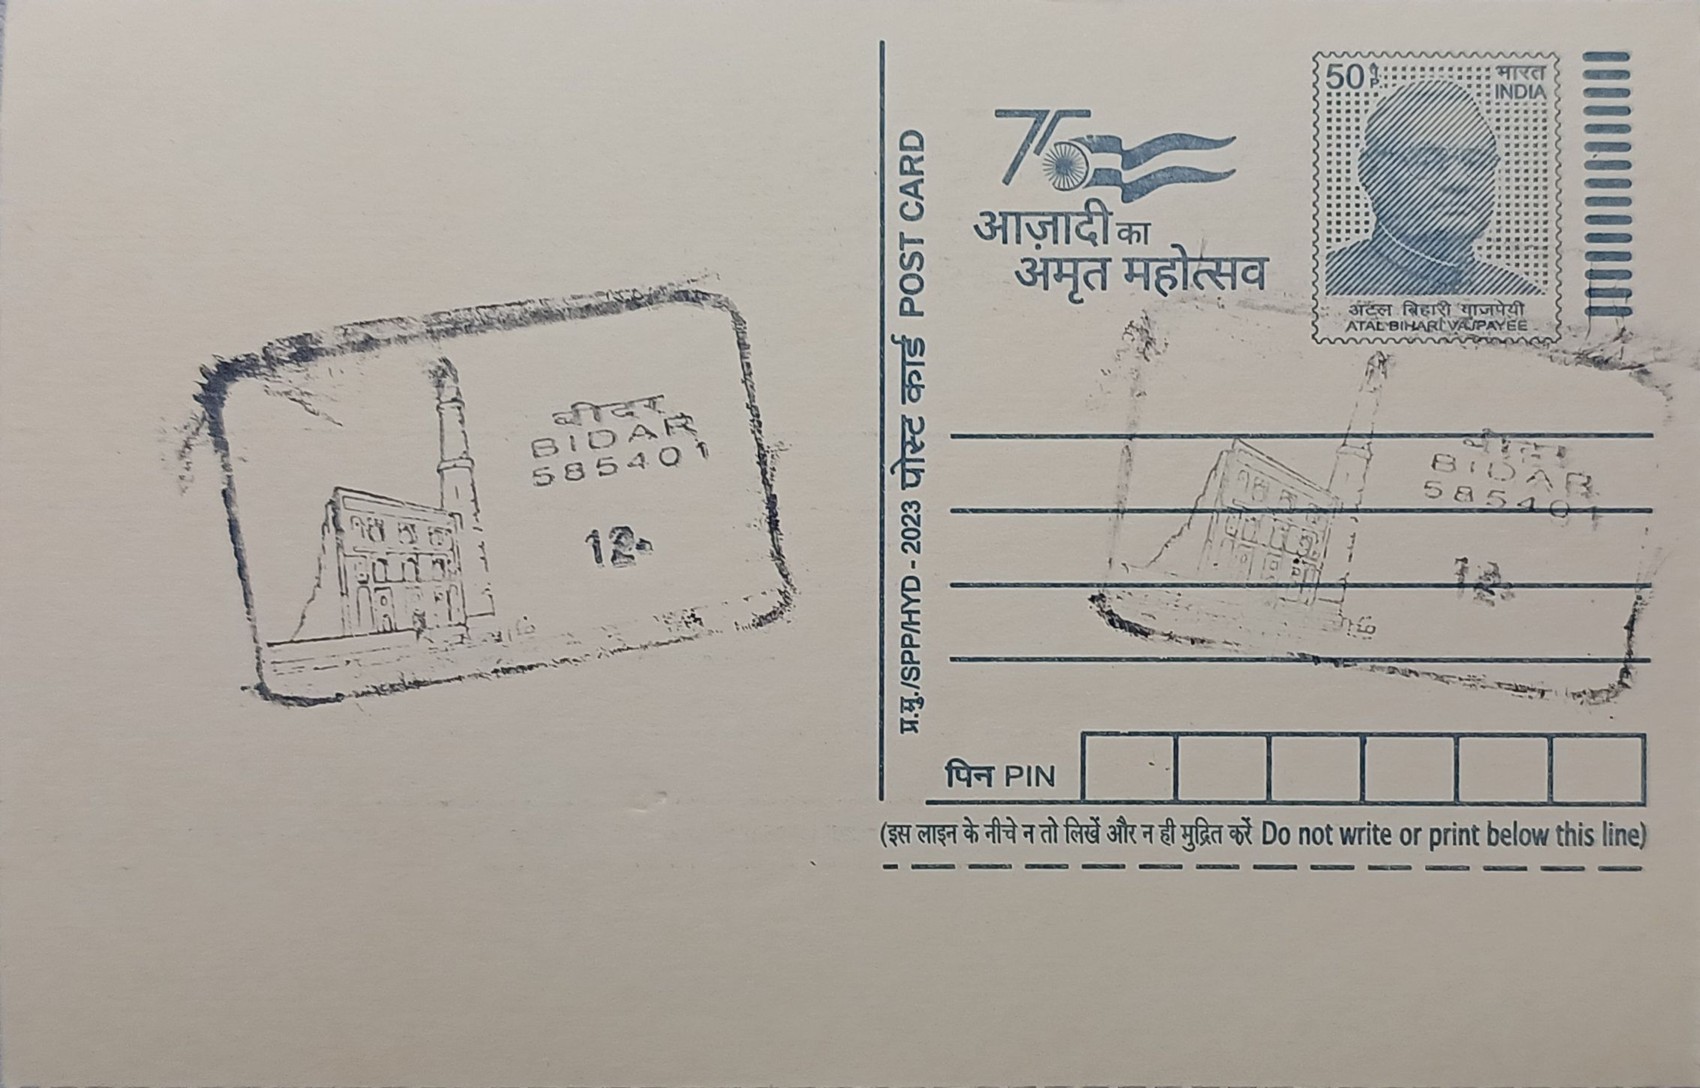 बीदर
BIDAR
585401
12
प्र.मु./SPP/HYD - 2023 पोस्ट कार्ड POST CARD
75
आज़ादी का
अमृत महोत्सव
50 पै.
P.
भारत
INDIA
अटल बिहारी वाजपेयी
ATAL BIHARI VAJPAYEE
बीदर
BIDAR
585401
पिन PIN
(इस लाइन के नीचे न तो लिखें और न ही मुद्रित करें Do not write or print below this line)